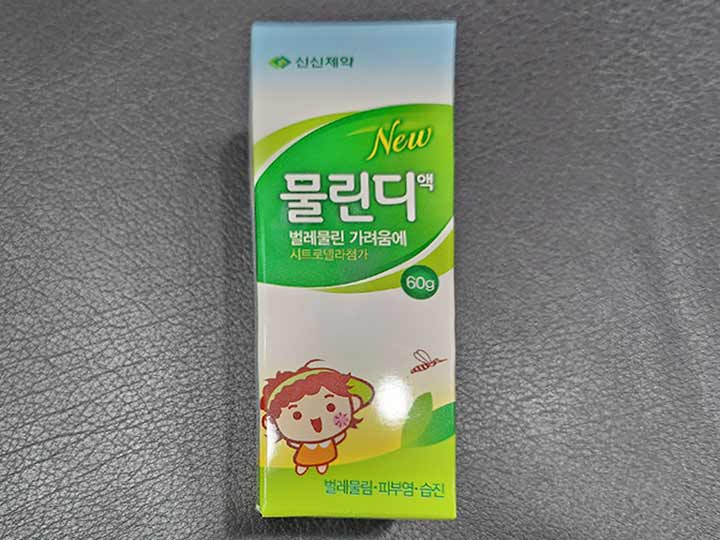 신신제약
New
물린디액
벌레물린 가려움에
시트로넬라첨가
60g
벌레물림·피부염·습진